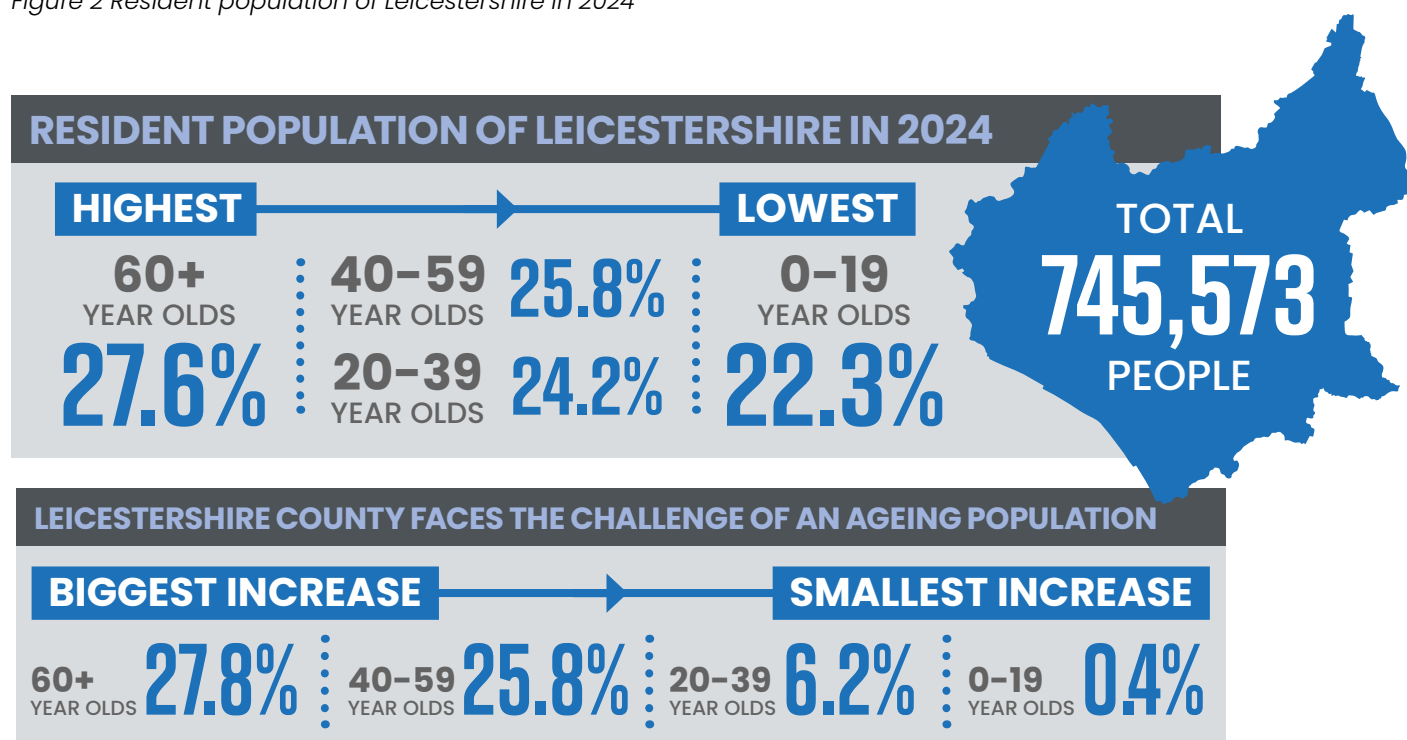 Figure 2 Resident population of Leicestershire in 2024
RESIDENT POPULATION OF LEICESTERSHIRE IN 2024
HIGHEST
LOWEST
60+
YEAR OLDS
27.6%
40-59
YEAR OLDS
25.8%
20-39
YEAR OLDS
24.2%
0-19
YEAR OLDS
22.3%
TOTAL
745,573
PEOPLE
LEICESTERSHIRE COUNTY FACES THE CHALLENGE OF AN AGEING POPULATION
BIGGEST INCREASE
SMALLEST INCREASE
60+
YEAR OLDS
27.8%
40-59
YEAR OLDS
25.8%
20-39
YEAR OLDS
6.2%
0-19
YEAR OLDS
0.4%